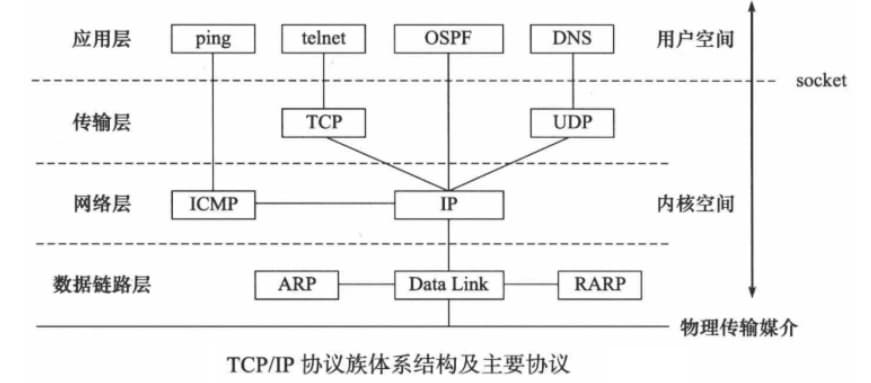 应用层 ping telnet OSPF DNS 用户空间
socket
传输层 TCP UDP
网络层 ICMP IP 内核空间
数据链路层 ARP Data Link RARP
物理传输媒介
TCP/IP 协议族体系结构及主要协议